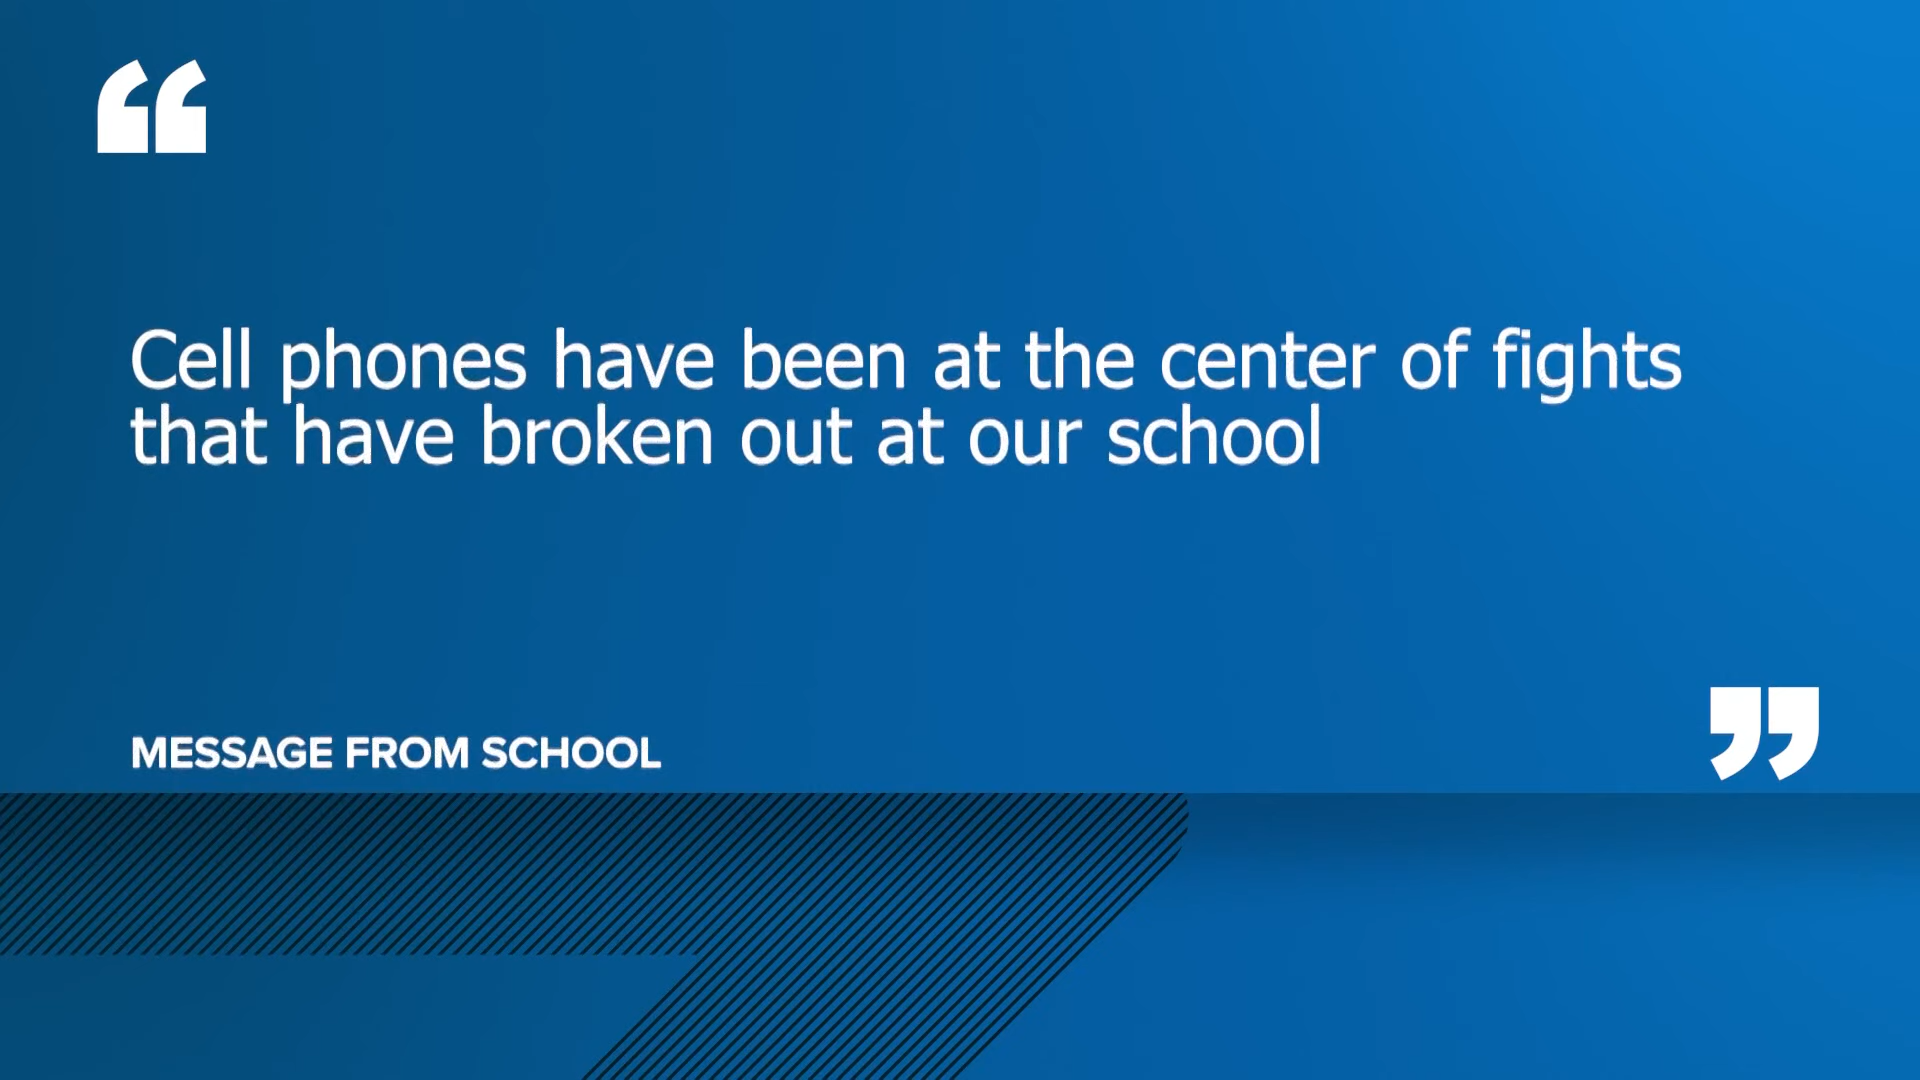 “
Cell phones have been at the center of fights
that have broken out at our school
”
MESSAGE FROM SCHOOL